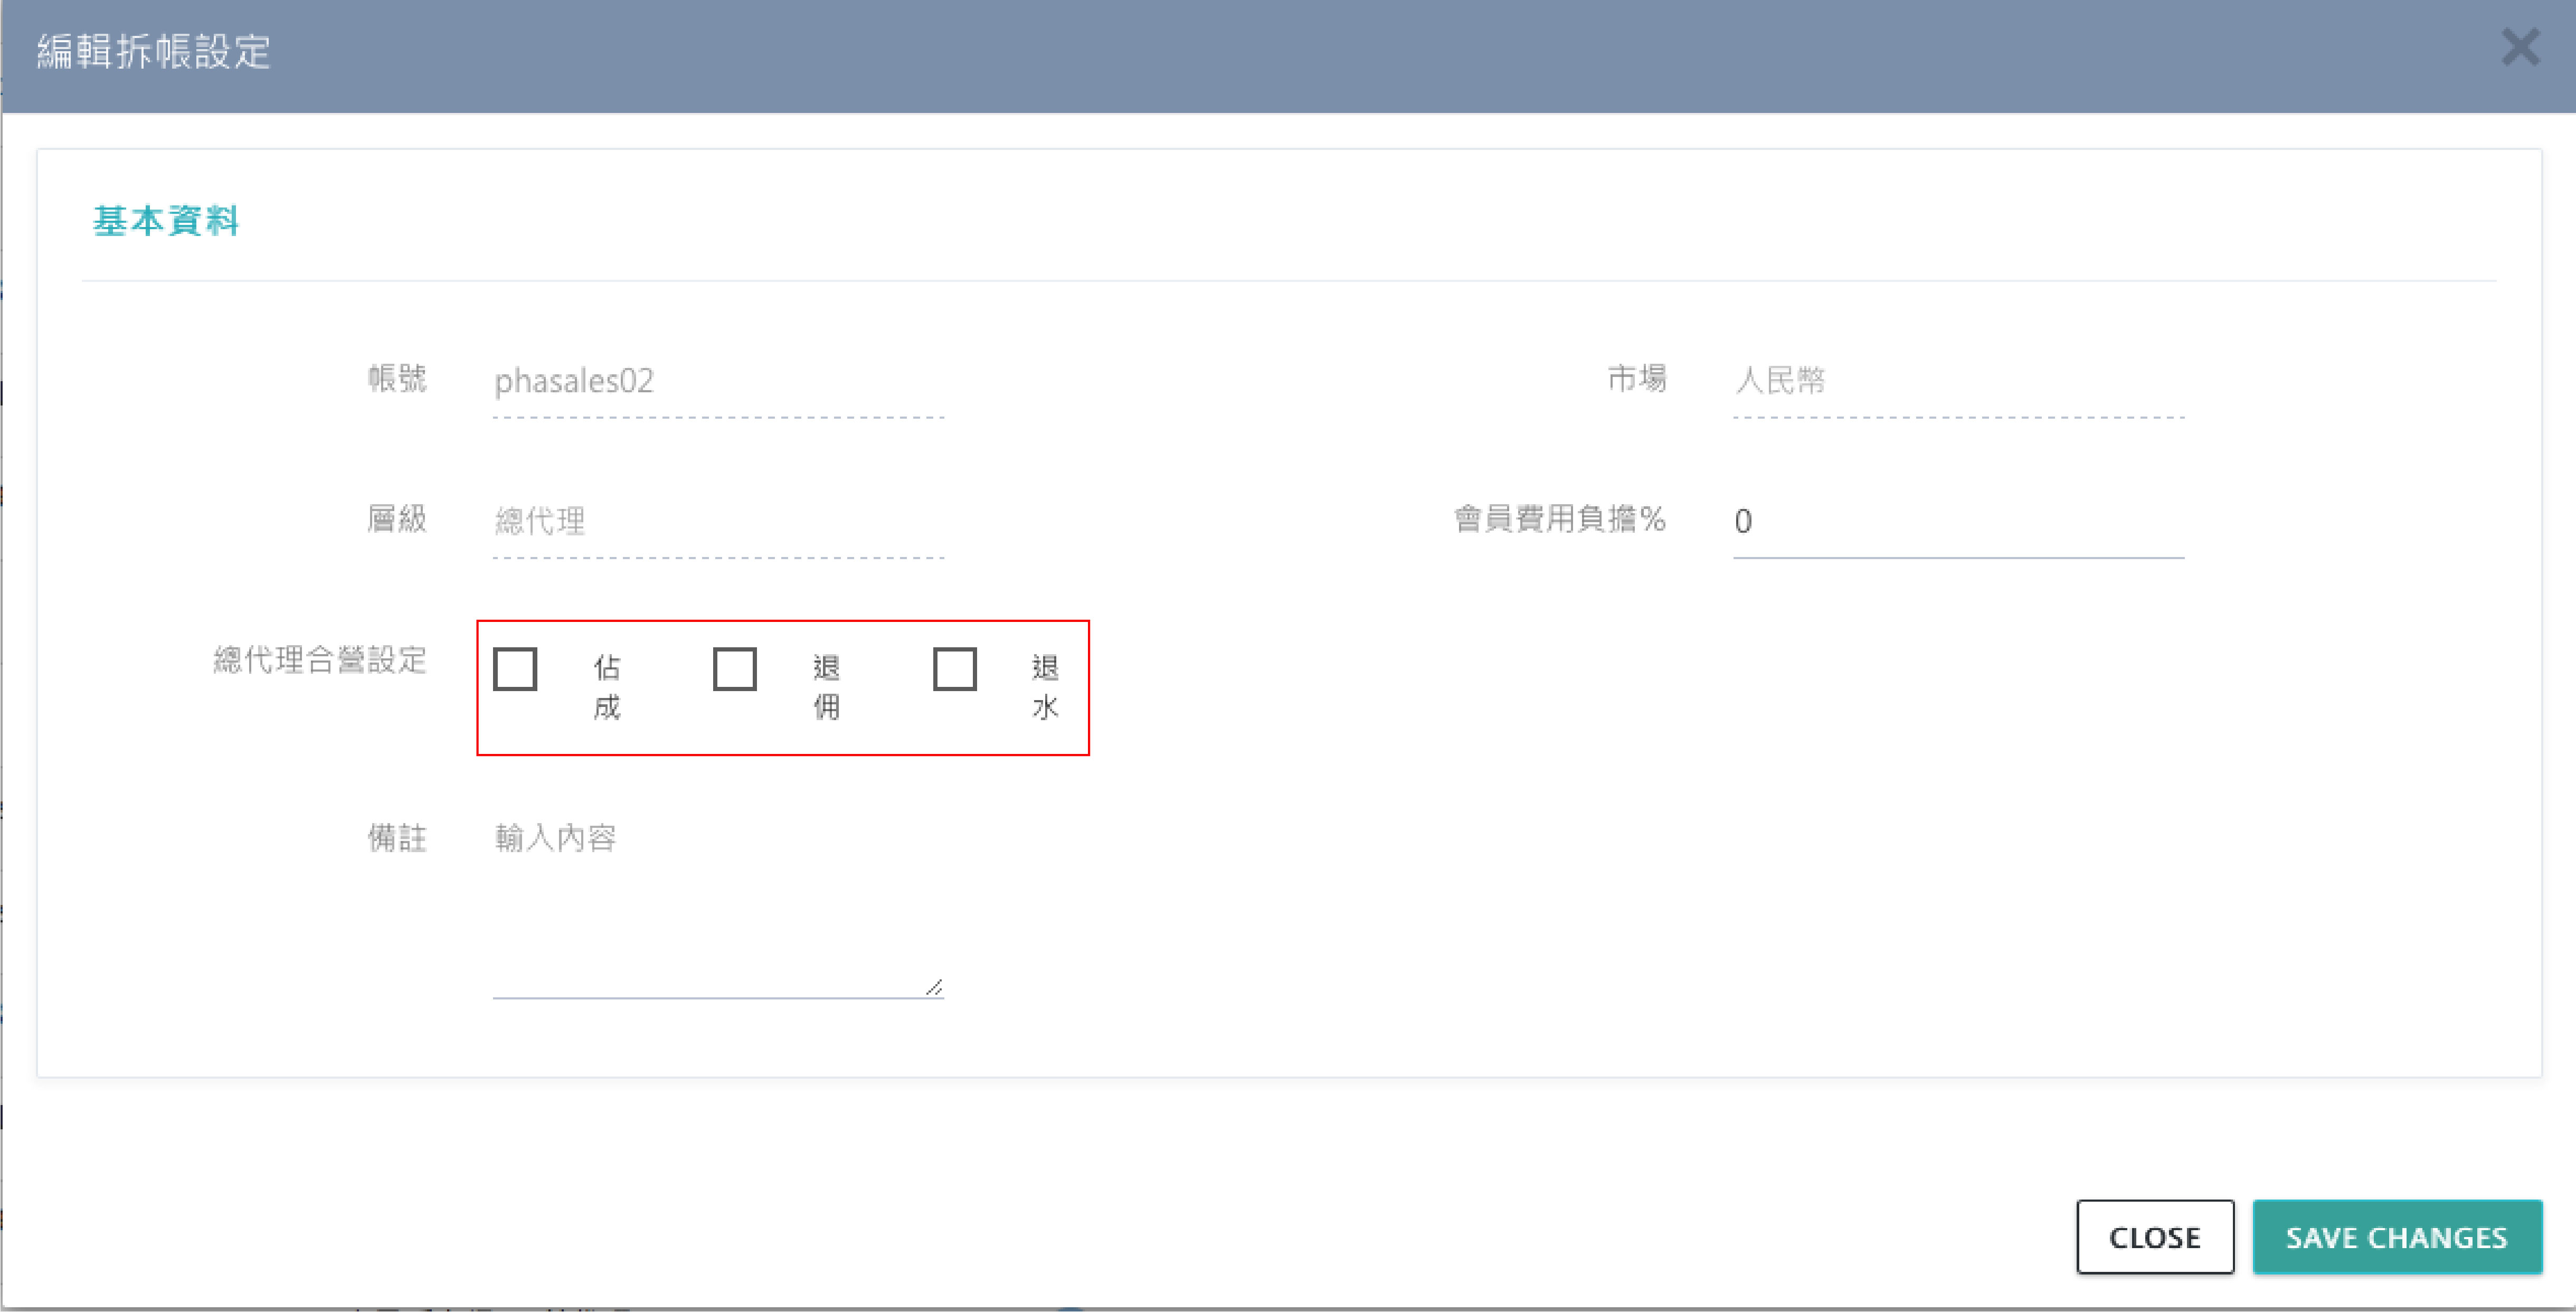 編輯拆帳設定
基本資料
帳號 phasales02 市場 人民幣
層級 總代理 會員費用負擔% 0
總代理合營設定 佔成 退佣 退水
備註 輸入內容
CLOSE SAVE CHANGES